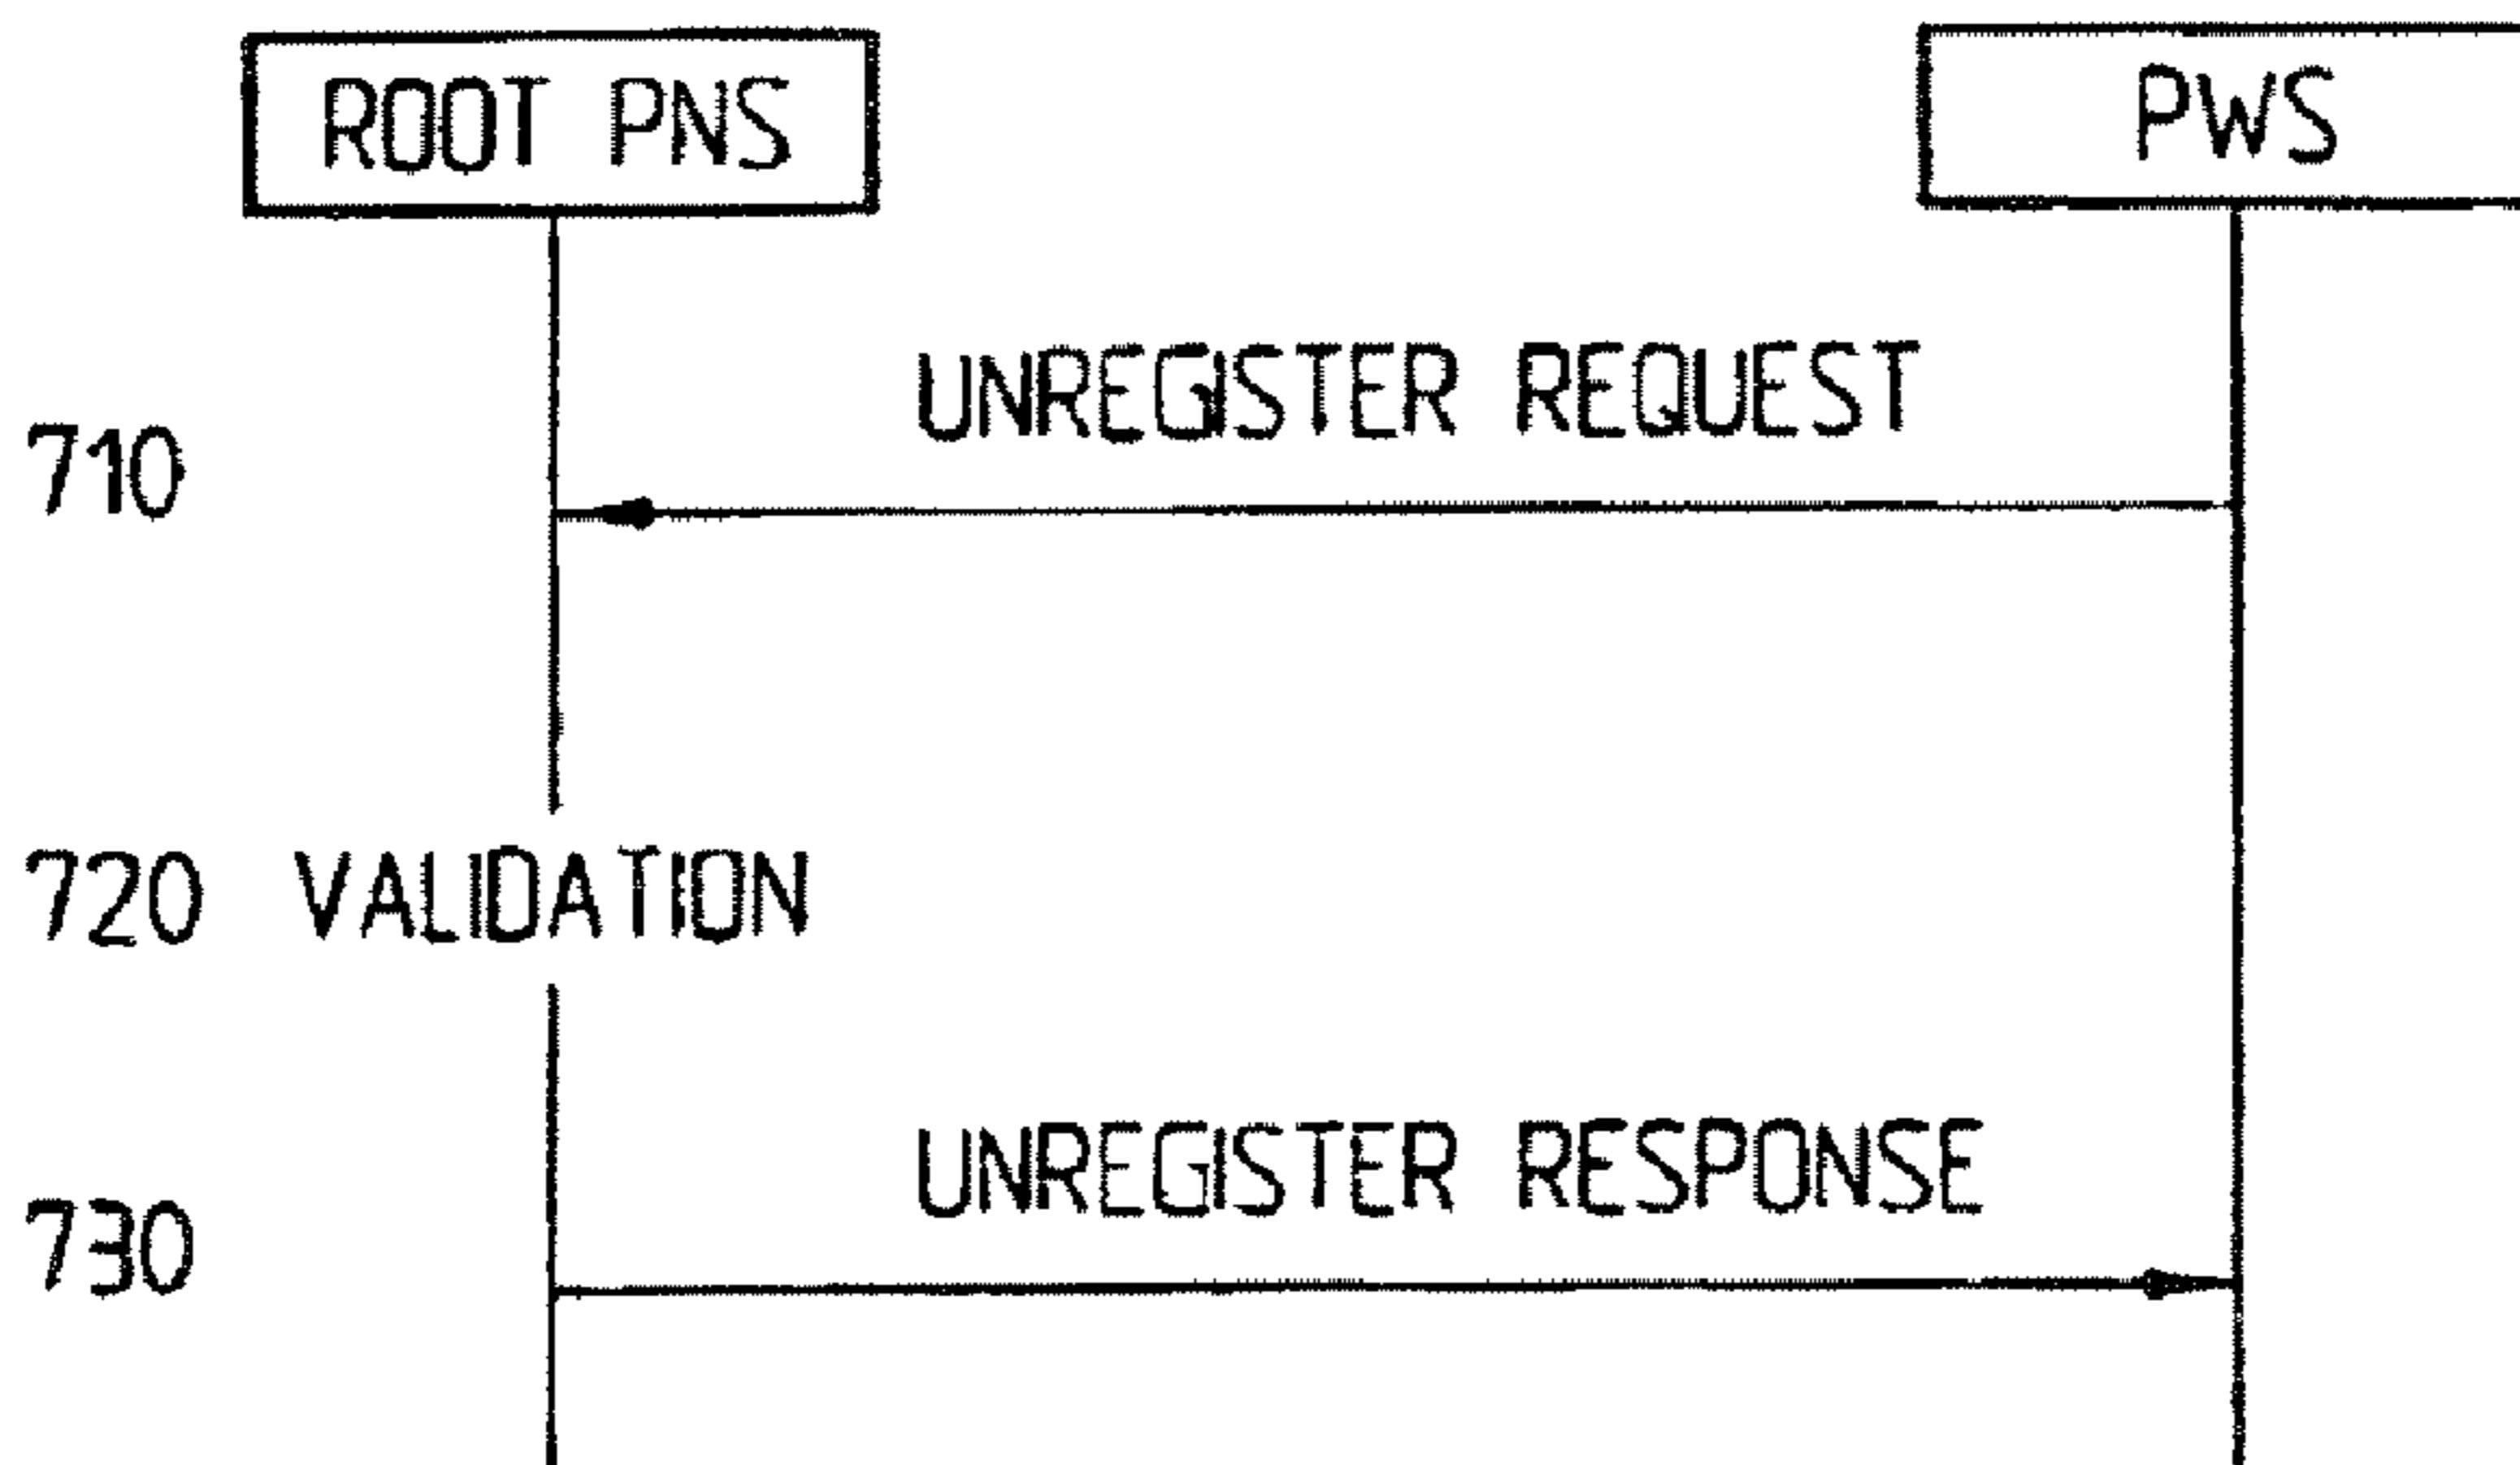 ROOT PNS
PWS
UNREGISTER REQUEST
710
720 VALIDATION
UNREGISTER RESPONSE
730